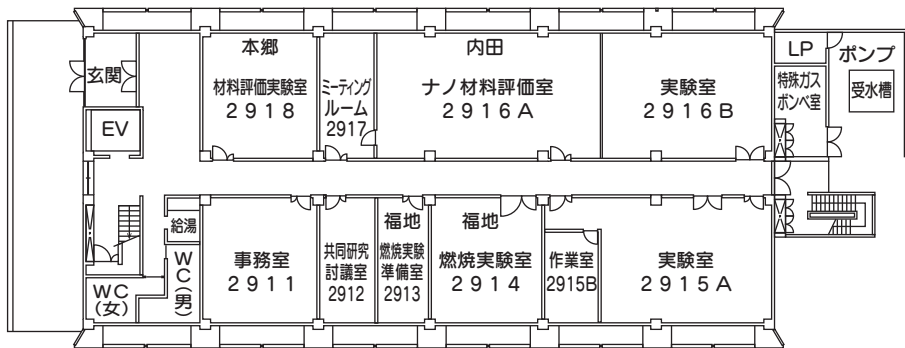 玄関
EV
本郷
材料評価実験室
２９１８
ミーティング
ルーム
2917
内田
ナノ材料評価室
２９１６Ａ
実験室
２９１６Ｂ
LP
特殊ガス
ボンベ室
ポンプ
受水槽
給湯
ＷＣ
(女)
ＷＣ
(男)
事務室
２９１１
共同研究
討議室
2912
福地
燃焼実験
準備室
2913
福地
燃焼実験室
２９１４
作業室
2915B
実験室
２９１５Ａ